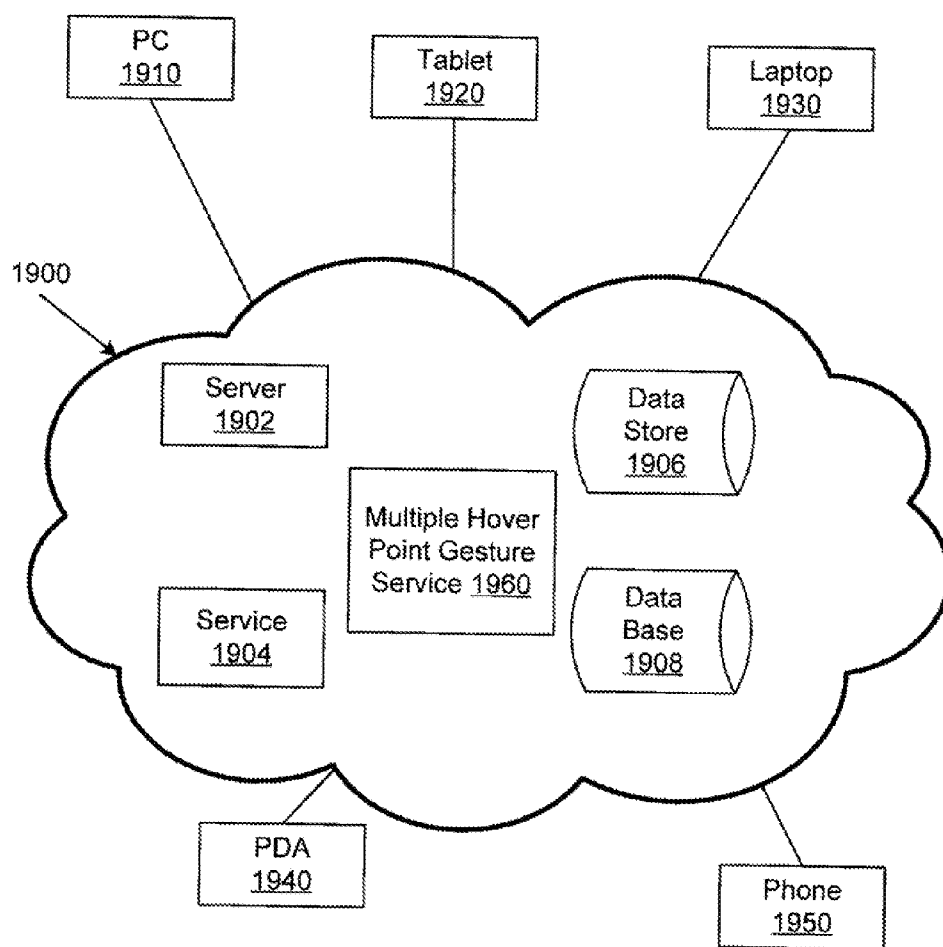 PC
1910
Tablet
1920
Laptop
1930
1900
Server
1902
Data
Store
1906
Multiple Hover
Point Gesture
Service 1960
Service
1904
Data
Base
1908
PDA
1940
Phone
1950